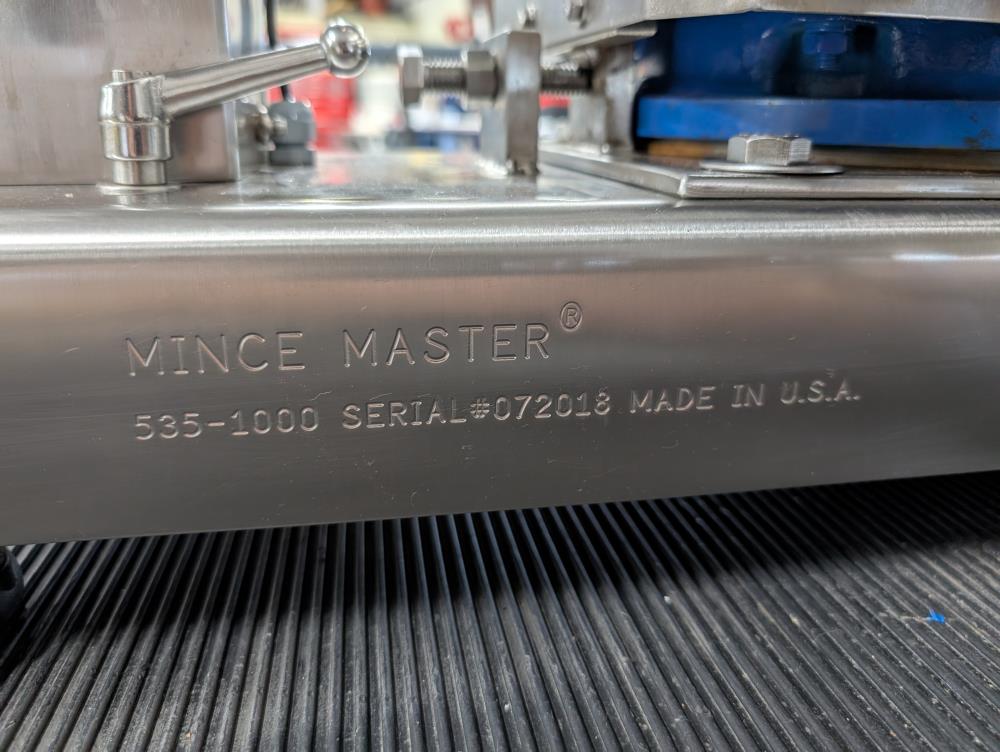 MINCE MASTER®
535-1000 SERIAL#072018 MADE IN U.S.A.